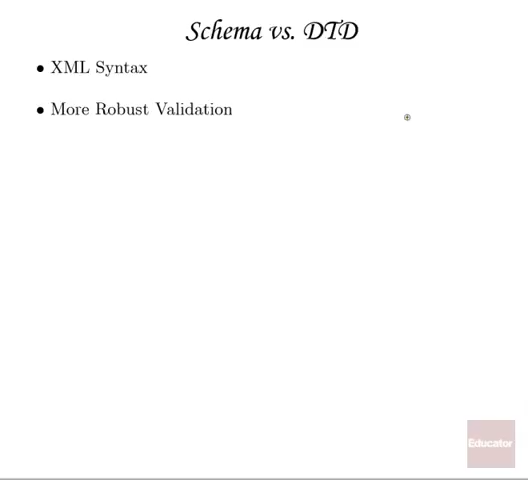 Schema vs. DTD
• XML Syntax
• More Robust Validation
Educator